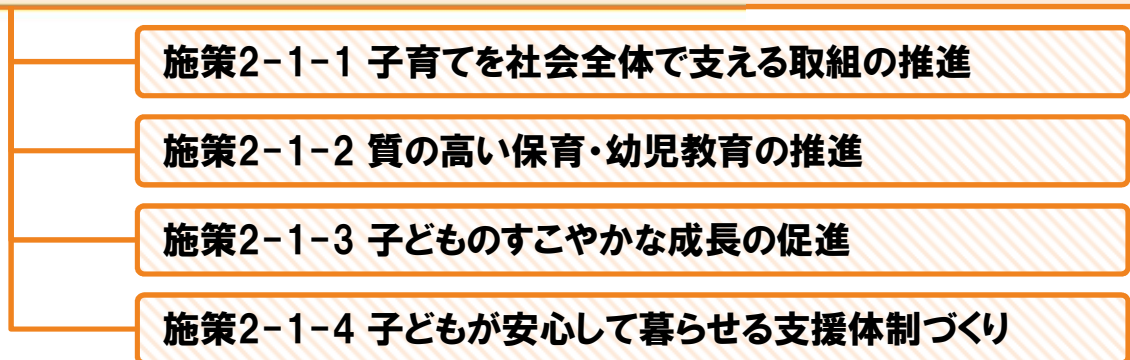 施策2-1-1 子育てを社会全体で支える取組の推進
施策2-1-2 質の高い保育・幼児教育の推進
施策2-1-3 子どものすこやかな成長の促進
施策2-1-4 子どもが安心して暮らせる支援体制づくり